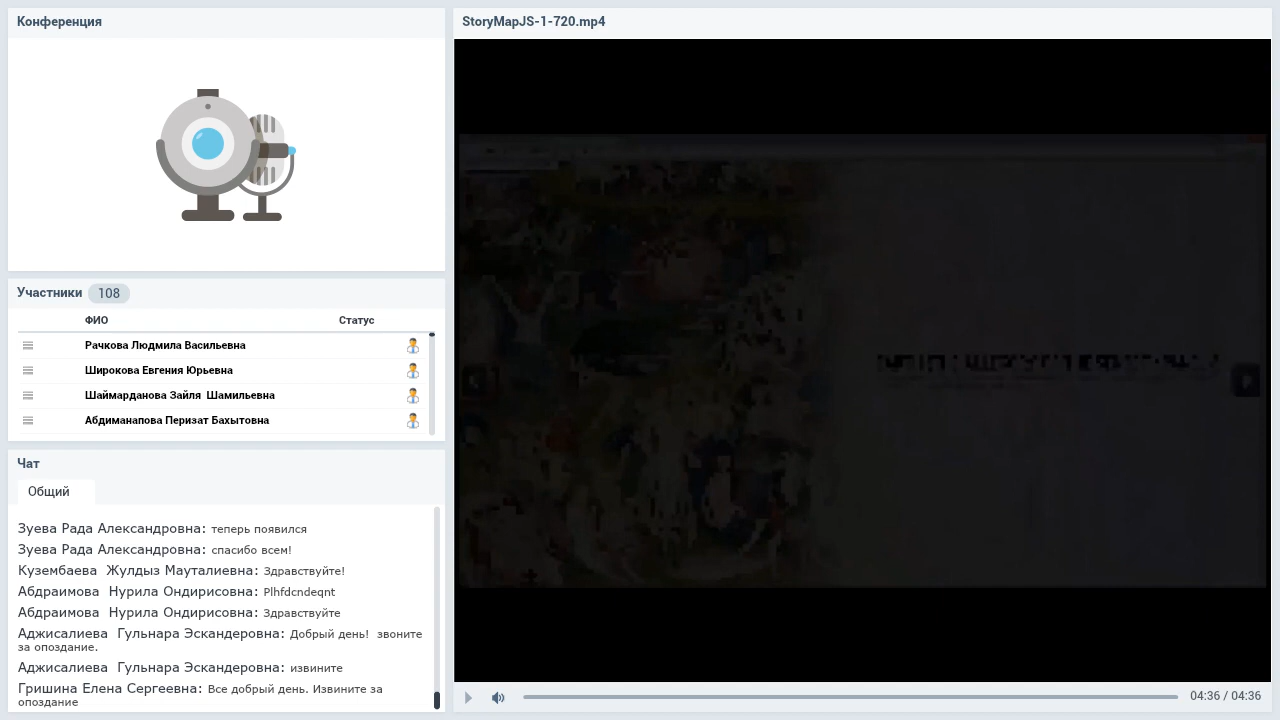 Конференция
StoryMapJS-1-720.mp4
Участники 108
ФИО Статус
Рачкова Людмила Васильевна
Широкова Евгения Юрьевна
Шаймарданова Зайля Шамильевна
Абдиманапова Перизат Бахытовна
Чат
Общий
Зуева Рада Александровна: теперь появился
Зуева Рада Александровна: спасибо всем!
Кузембаева Жулдыз Мауталиевна: Здравствуйте!
Абдраимова Нурила Ондирисовна: Plhfdcndeqnt
Абдраимова Нурила Ондирисовна: Здравствуйте
Аджисалиева Гульнара Эскандеровна: Добрый день! звоните
за опоздание.
Аджисалиева Гульнара Эскандеровна: извините
Гришина Елена Сергеевна: Все добрый день. Извините за
опоздание
04:36 / 04:36